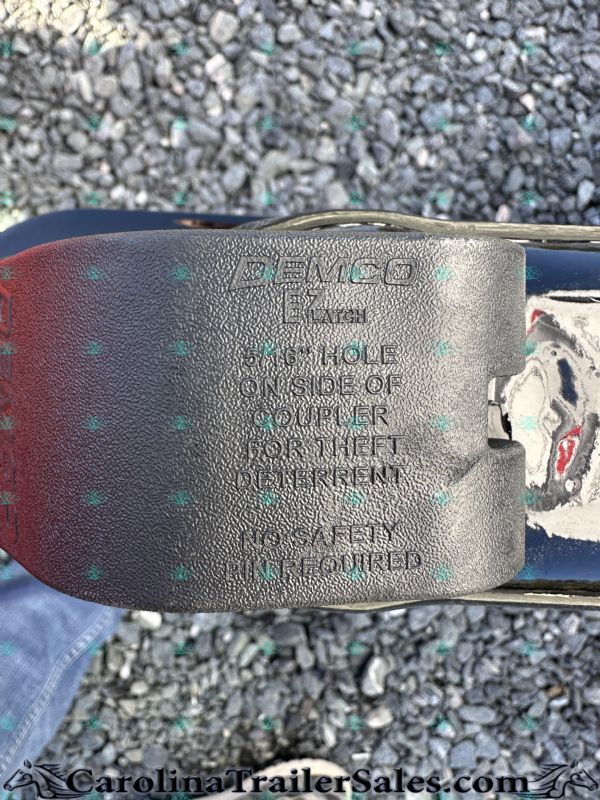 DEMCO
EZ LATCH
5/16" HOLE
ON SIDE OF
COUPLER
FOR THEFT
DETERRENT
NO SAFETY
PIN REQUIRED
CarolinaTrailerSales.com